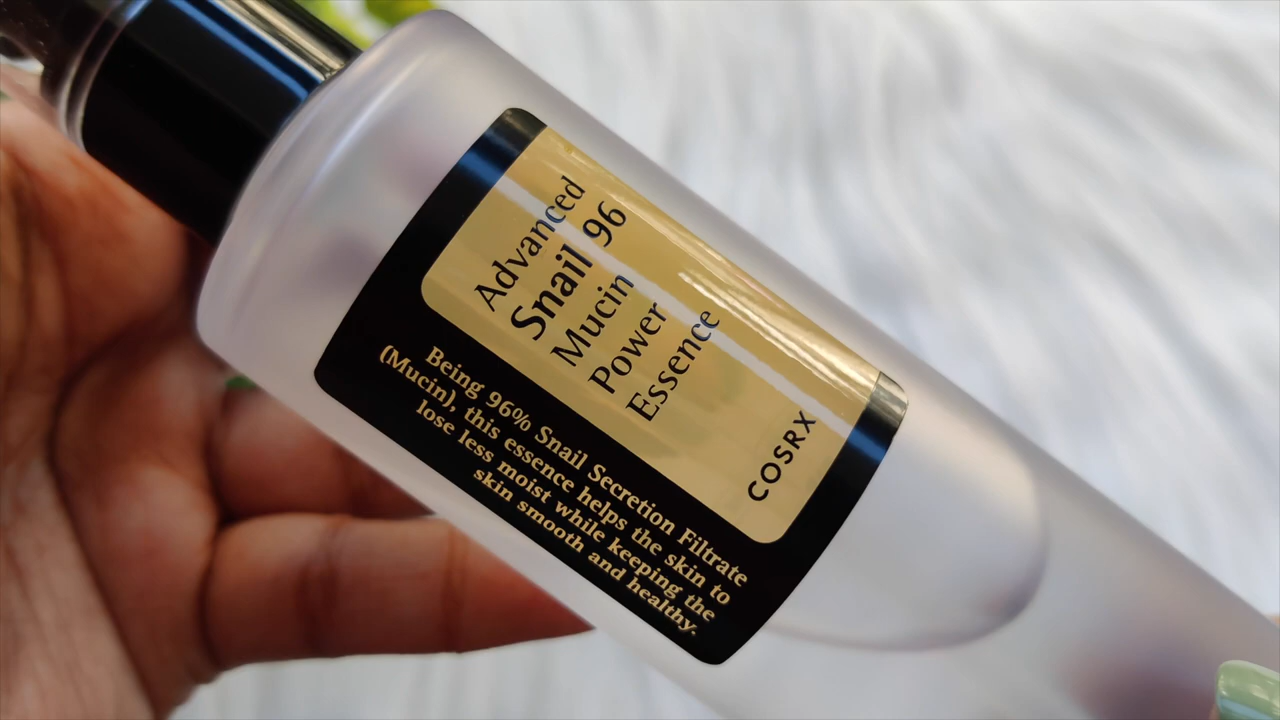 Advanced
Snail 96
Mucin
Power
Essence
COSRX
Being 96% Snail Secretion Filtrate
(Mucin), this essence helps the skin to
lose less moist while keeping the
skin smooth and healthy.